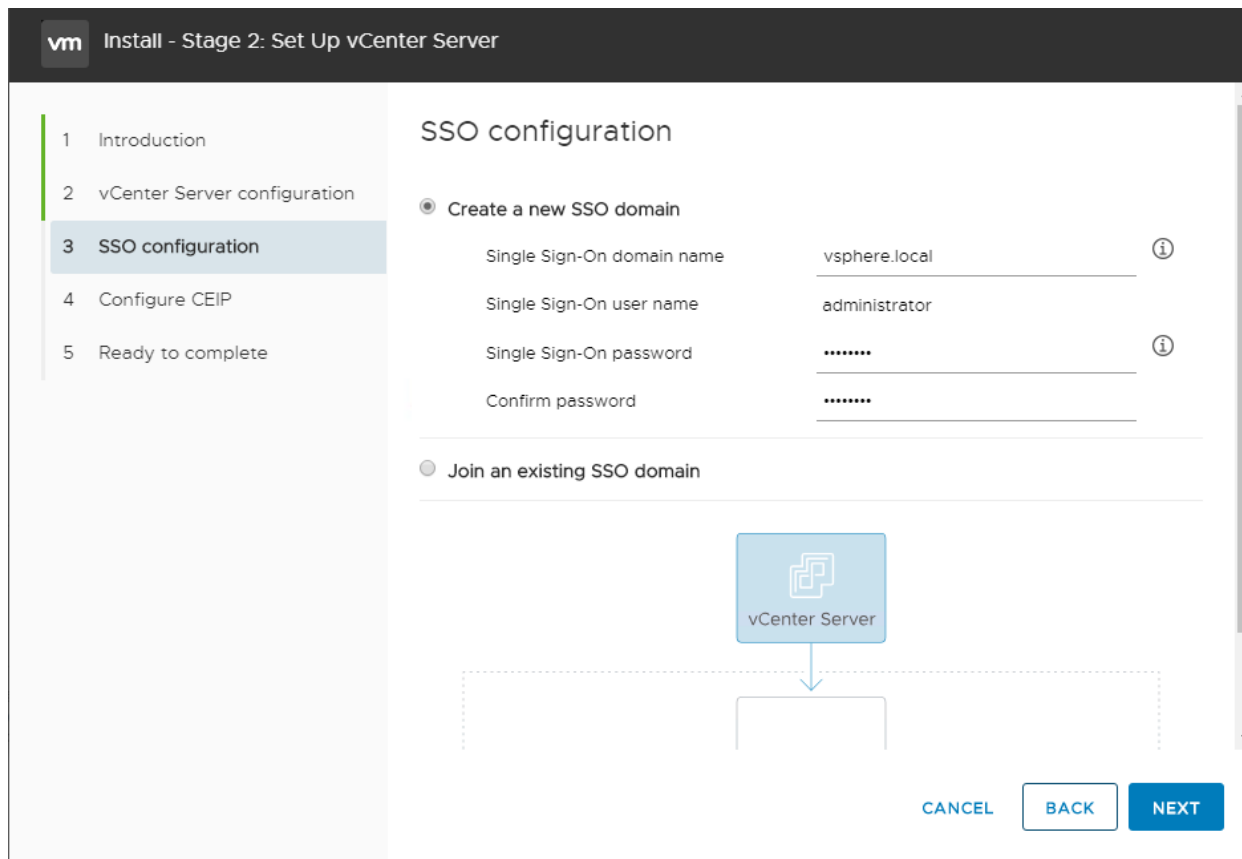 vm Install - Stage 2: Set Up vCenter Server
1 Introduction
2 vCenter Server configuration
3 SSO configuration
4 Configure CEIP
5 Ready to complete
SSO configuration
Create a new SSO domain
Single Sign-On domain name vsphere.local
Single Sign-On user name administrator
Single Sign-On password ••••••••
Confirm password ••••••••
Join an existing SSO domain
vCenter Server
CANCEL BACK NEXT